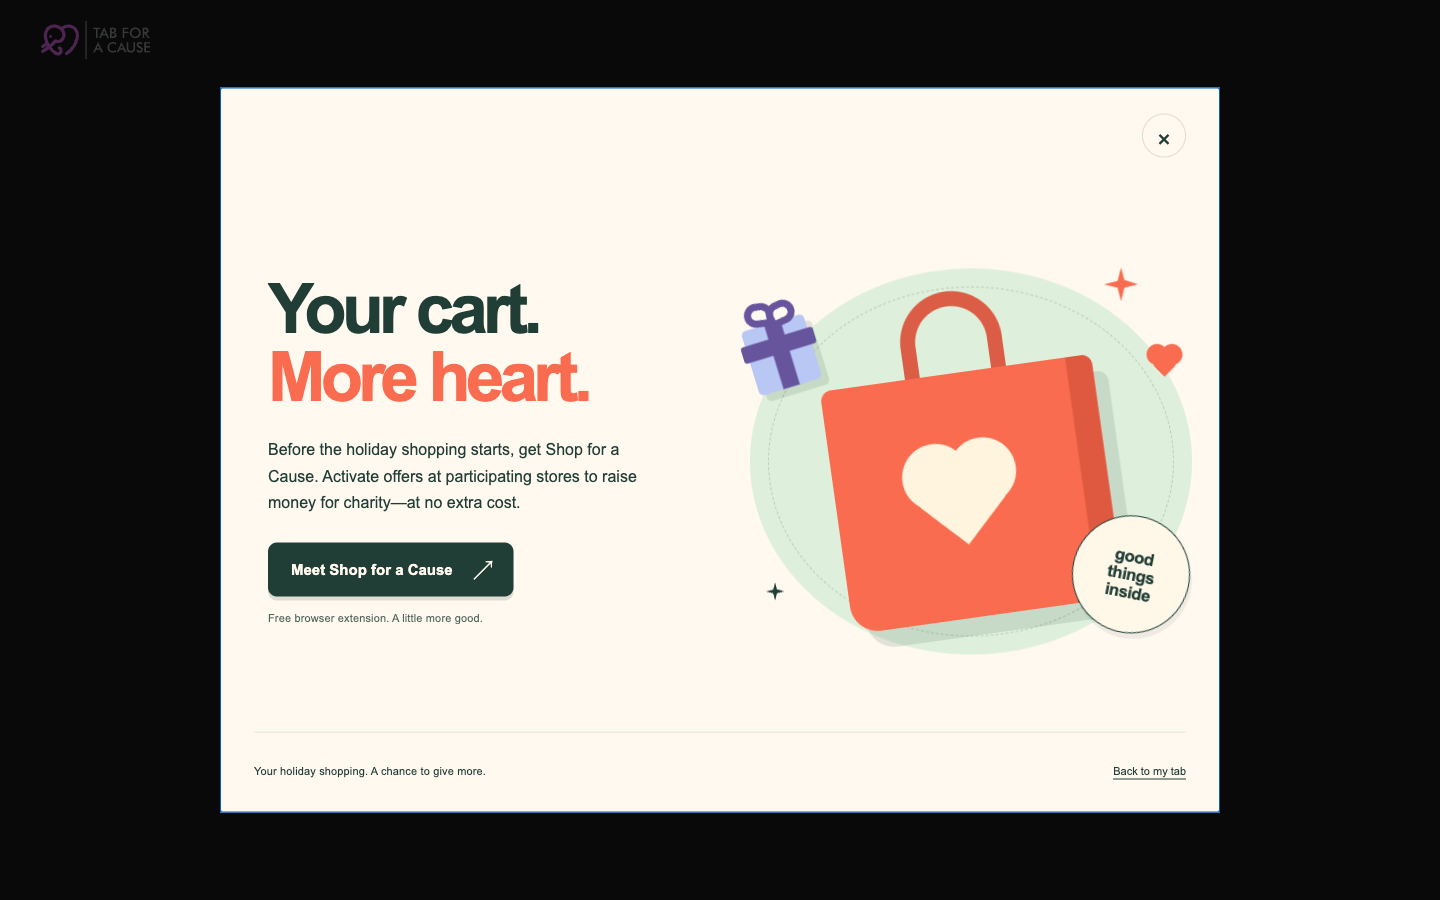 TAB FOR
A CAUSE
×
Your cart.
More heart.
Before the holiday shopping starts, get Shop for a
Cause. Activate offers at participating stores to raise
money for charity—at no extra cost.
Meet Shop for a Cause
Free browser extension. A little more good.
good
things
inside
Your holiday shopping. A chance to give more.
Back to my tab